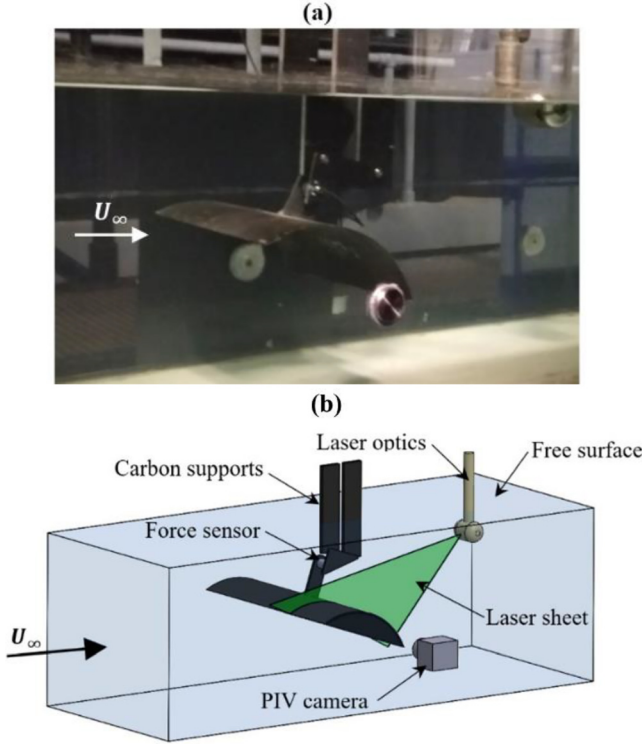 (a)
U∞
(b)
Laser optics
Free surface
Carbon supports
Force sensor
Laser sheet
U∞
PIV camera